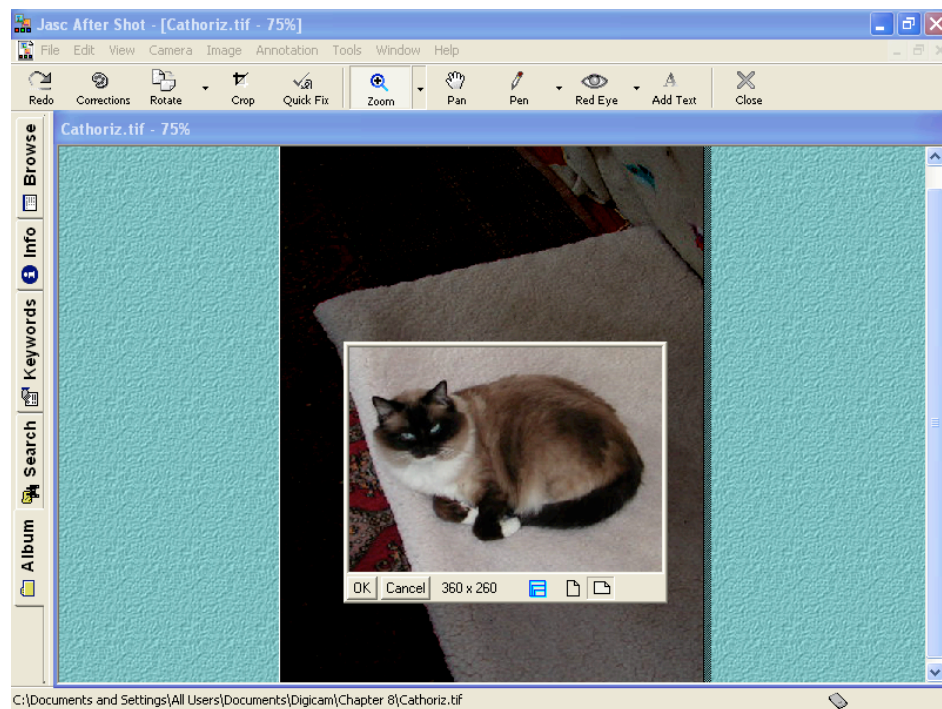 Jasc After Shot - [Cathoriz.tif - 75%]
File Edit View Camera Image Annotation Tools Window Help
Redo Corrections Rotate Crop Quick Fix Zoom Pan Pen Red Eye Add Text Close
Cathoriz.tif - 75%
Browse
Info
Keywords
Search
Album
OK Cancel 360 x 260
C:\Documents and Settings\All Users\Documents\Digicam\Chapter 8\Cathoriz.tif